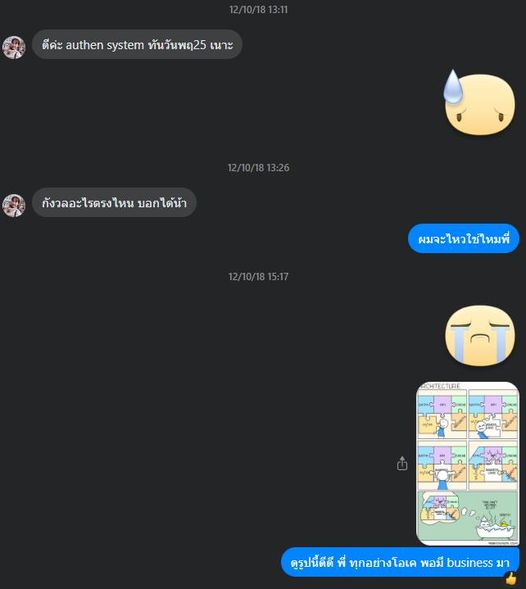 12/10/18 13:11
ดีค่ะ authen system ทันวันพฤ25 เนาะ
12/10/18 13:26
กังวลอะไรตรงไหน บอกได้น้า
ผมจะไหวใช่ไหมพี่
12/10/18 15:17
ARCHITECTURE
ดูรูปนี้ดีดี พี่ ทุกอย่างโอเค พอมี business มา